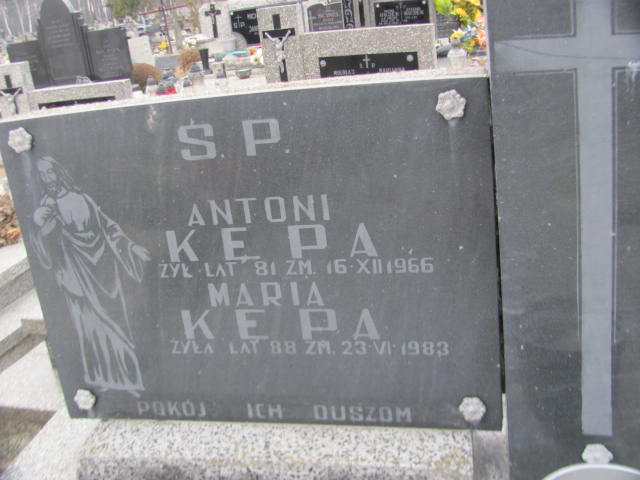 Ś.P
ANTONI
KĘPA
ŻYŁ LAT 81 ZM. 16·XII 1966
MARIA
KĘPA
ŻYŁA LAT 88 ZM. 23·VI·1983
POKÓJ ICH DUSZOM